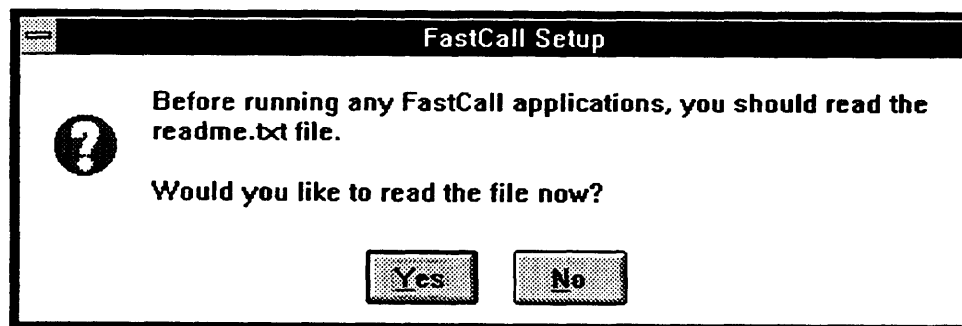 FastCall Setup
Before running any FastCall applications, you should read the
readme.txt file.
Would you like to read the file now?
Yes No